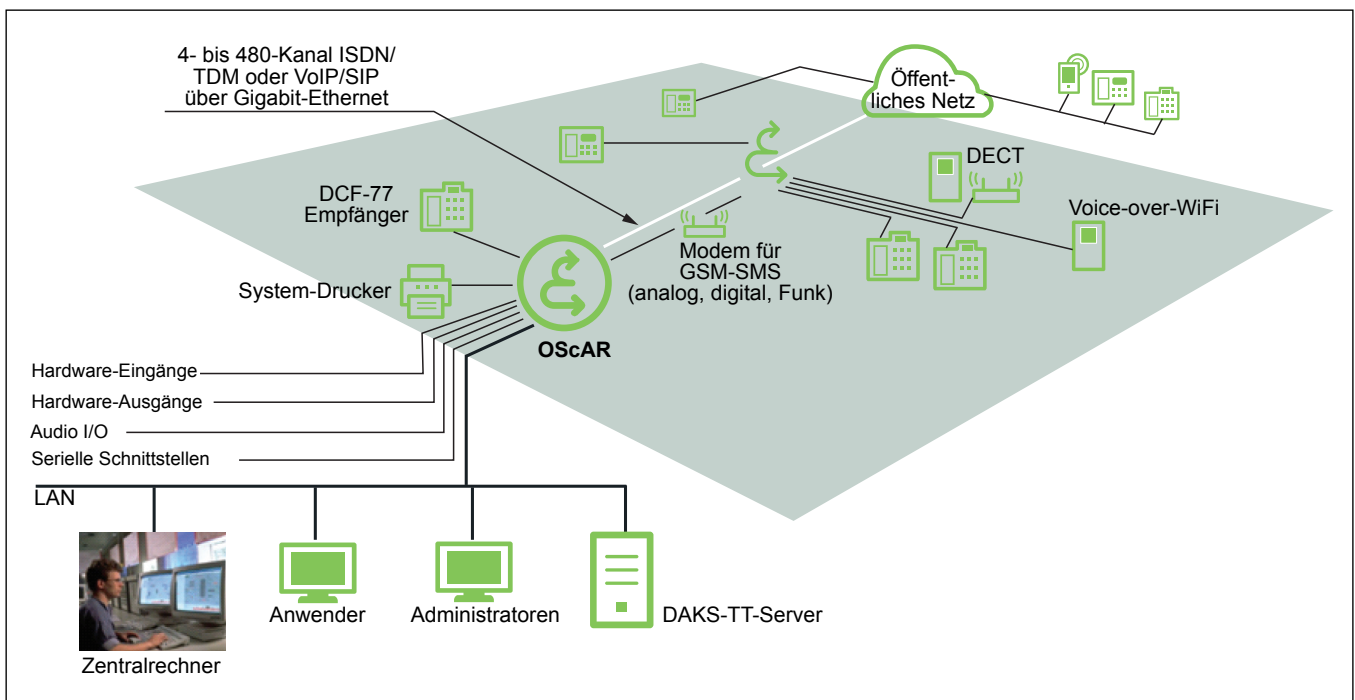 4- bis 480-Kanal ISDN/
TDM oder VoIP/SIP
über Gigabit-Ethernet
Öffent-
liches Netz
DECT
Voice-over-WiFi
DCF-77
Empfänger
Modem für
GSM-SMS
(analog, digital, Funk)
System-Drucker
OScAR
Hardware-Eingänge
Hardware-Ausgänge
Audio I/O
Serielle Schnittstellen
LAN
Anwender
Administratoren
DAKS-TT-Server
Zentralrechner